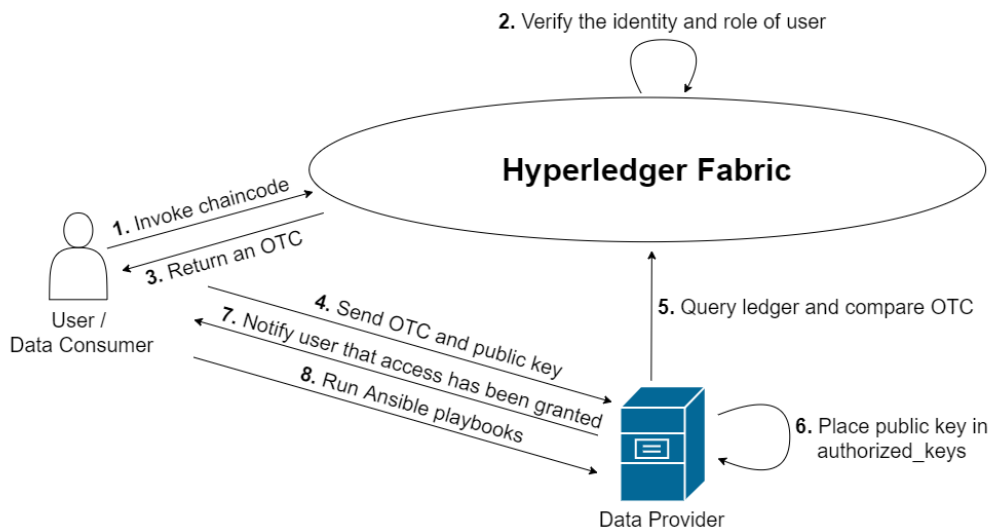 2. Verify the identity and role of user
Hyperledger Fabric
1. Invoke chaincode
3. Return an OTC
User /
Data Consumer
4. Send OTC and public key
5. Query ledger and compare OTC
7. Notify user that access has been granted
8. Run Ansible playbooks
6. Place public key in
authorized_keys
Data Provider